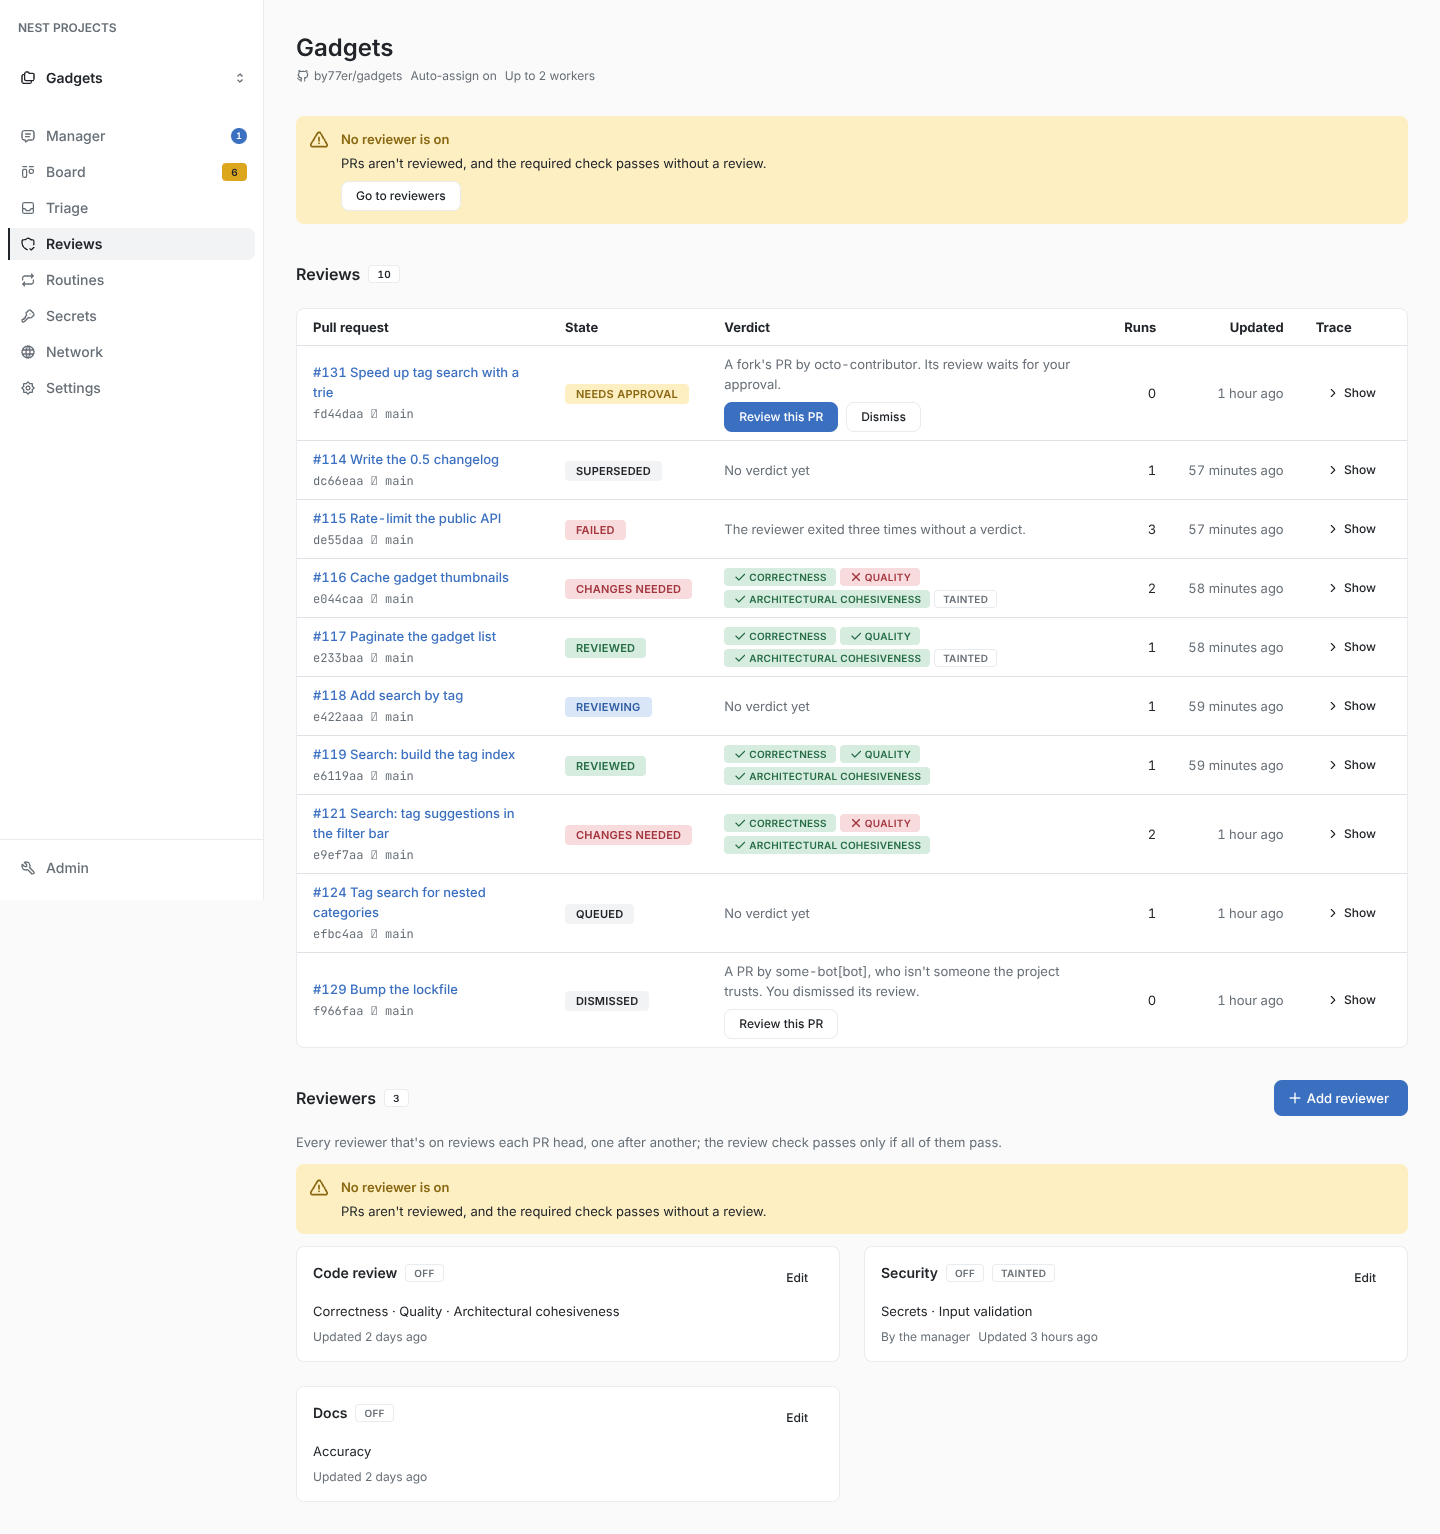 NEST PROJECTS
Gadgets
Manager 1
Board 6
Triage
Reviews
Routines
Secrets
Network
Settings
Admin
Gadgets
by77er/gadgets Auto-assign on Up to 2 workers
No reviewer is on
PRs aren't reviewed, and the required check passes without a review.
Go to reviewers
Reviews 10
Pull request State Verdict Runs Updated Trace
#131 Speed up tag search with a
trie
fd44daa main
NEEDS APPROVAL
A fork's PR by octo-contributor. Its review waits for your
approval.
Review this PR Dismiss
0 1 hour ago Show
#114 Write the 0.5 changelog
dc66eaa main
SUPERSEDED No verdict yet 1 57 minutes ago Show
#115 Rate-limit the public API
de55daa main
FAILED The reviewer exited three times without a verdict. 3 57 minutes ago Show
#116 Cache gadget thumbnails
e044caa main
CHANGES NEEDED
CORRECTNESS QUALITY
ARCHITECTURAL COHESIVENESS TAINTED
2 58 minutes ago Show
#117 Paginate the gadget list
e233baa main
REVIEWED
CORRECTNESS QUALITY
ARCHITECTURAL COHESIVENESS TAINTED
1 58 minutes ago Show
#118 Add search by tag
e422aaa main
REVIEWING No verdict yet 1 59 minutes ago Show
#119 Search: build the tag index
e6119aa main
REVIEWED
CORRECTNESS QUALITY
ARCHITECTURAL COHESIVENESS
1 59 minutes ago Show
#121 Search: tag suggestions in
the filter bar
e9ef7aa main
CHANGES NEEDED
CORRECTNESS QUALITY
ARCHITECTURAL COHESIVENESS
2 1 hour ago Show
#124 Tag search for nested
categories
efbc4aa main
QUEUED No verdict yet 1 1 hour ago Show
#129 Bump the lockfile
f966faa main
DISMISSED
A PR by some-bot[bot], who isn't someone the project
trusts. You dismissed its review.
Review this PR
0 1 hour ago Show
Reviewers 3
Add reviewer
Every reviewer that's on reviews each PR head, one after another; the review check passes only if all of them pass.
No reviewer is on
PRs aren't reviewed, and the required check passes without a review.
Code review OFF Edit
Correctness · Quality · Architectural cohesiveness
Updated 2 days ago
Security OFF TAINTED Edit
Secrets · Input validation
By the manager Updated 3 hours ago
Docs OFF Edit
Accuracy
Updated 2 days ago